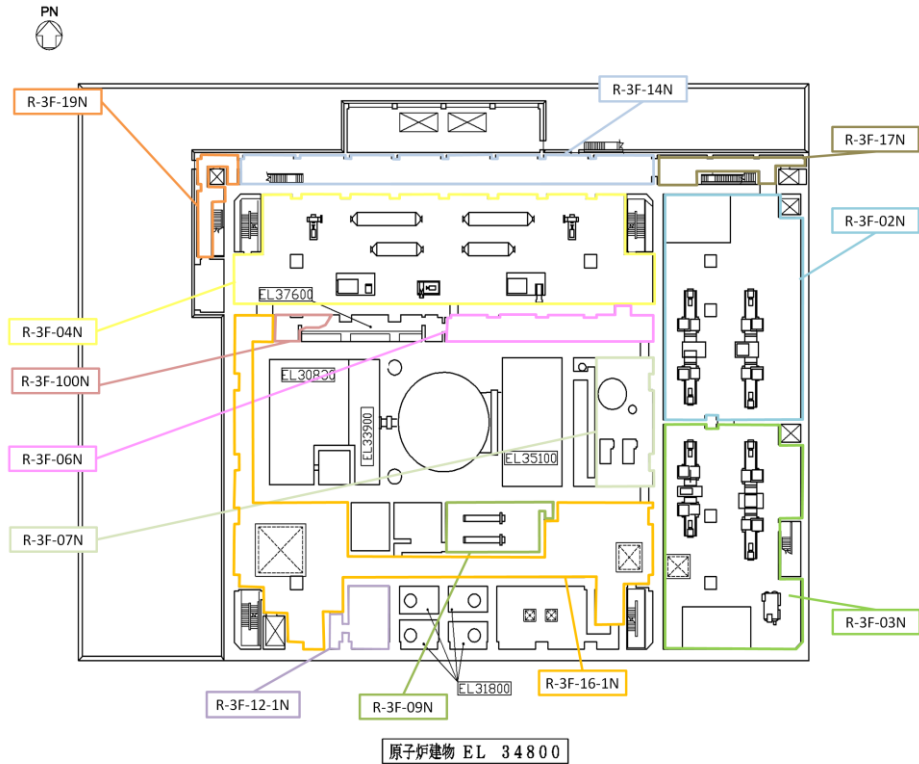 PN
R-3F-14N
R-3F-19N
R-3F-17N
R-3F-02N
EL37600
R-3F-04N
R-3F-100N
EL30800
EL33900
R-3F-06N
EL35100
R-3F-07N
R-3F-03N
R-3F-16-1N
EL31800
R-3F-12-1N
R-3F-09N
原子炉建物 EL 34800